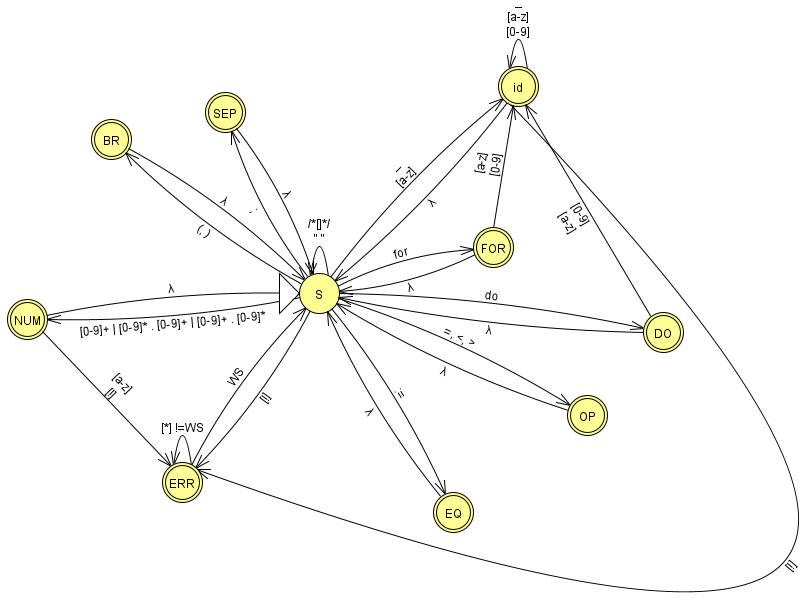 _
[a-z]
[0-9]
id
SEP
BR
λ
λ
;
(, )
_
[a-z]
λ
[a-z]
[0-9]
[0-9]
[a-z]
/*[]*/
" "
for
FOR
λ
S
do
λ
DO
λ
[0-9]+ | [0-9]* . [0-9]+ | [0-9]+ . [0-9]*
NUM
=, <, >
λ
OP
[a-z]
[!]
WS
[!]
λ
[*] !=WS
ERR
EQ
[!]